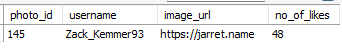 photo_id username image_url no_of_likes
145 Zack_Kemmer93 https://jarret.name 48